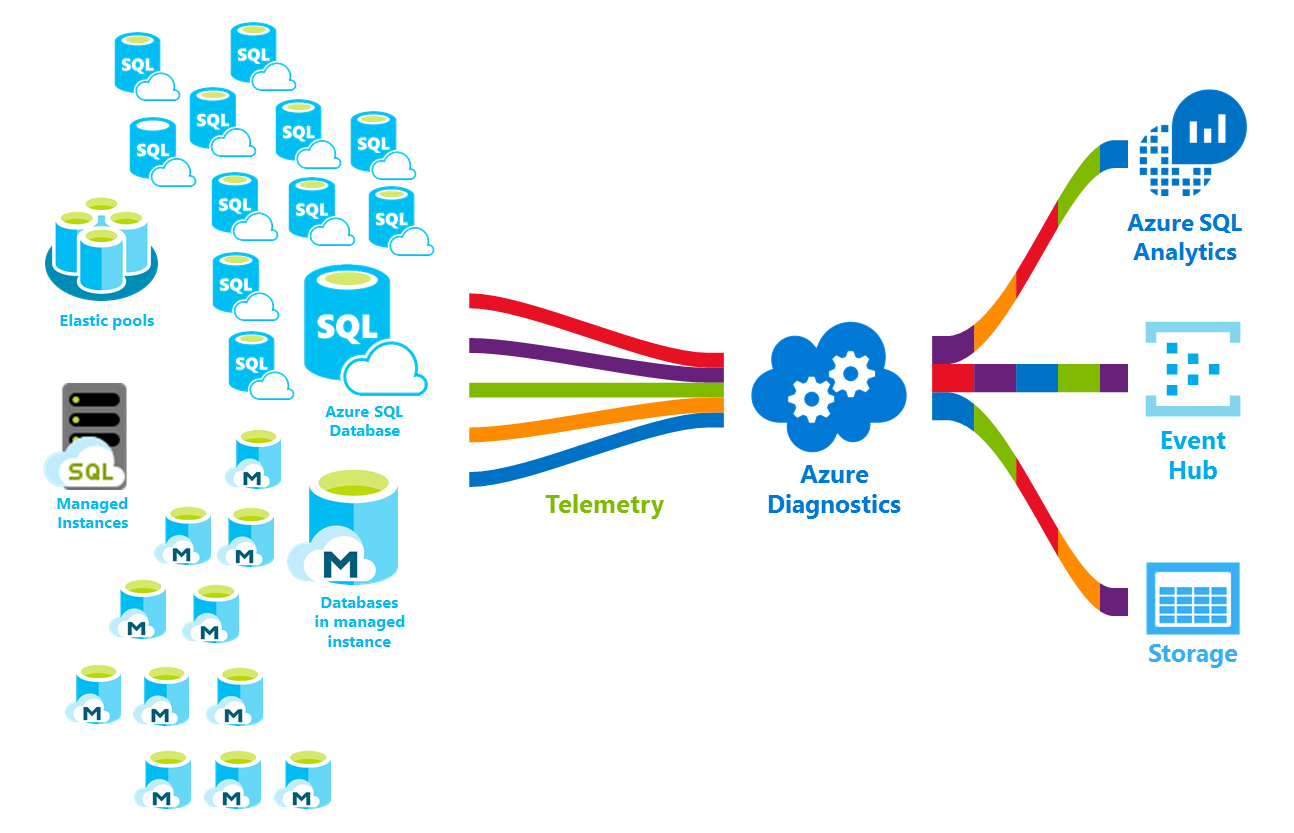 SQL
SQL
SQL
SQL
SQL
SQL
SQL
SQL
SQL
SQL
SQL
Elastic pools
SQL
Azure SQL
Database
SQL
Managed
Instances
M
M
M
M
Databases
in managed
instance
M
M
M
M
M
M
M
M
Telemetry
Azure
Diagnostics
Azure SQL
Analytics
Event
Hub
Storage